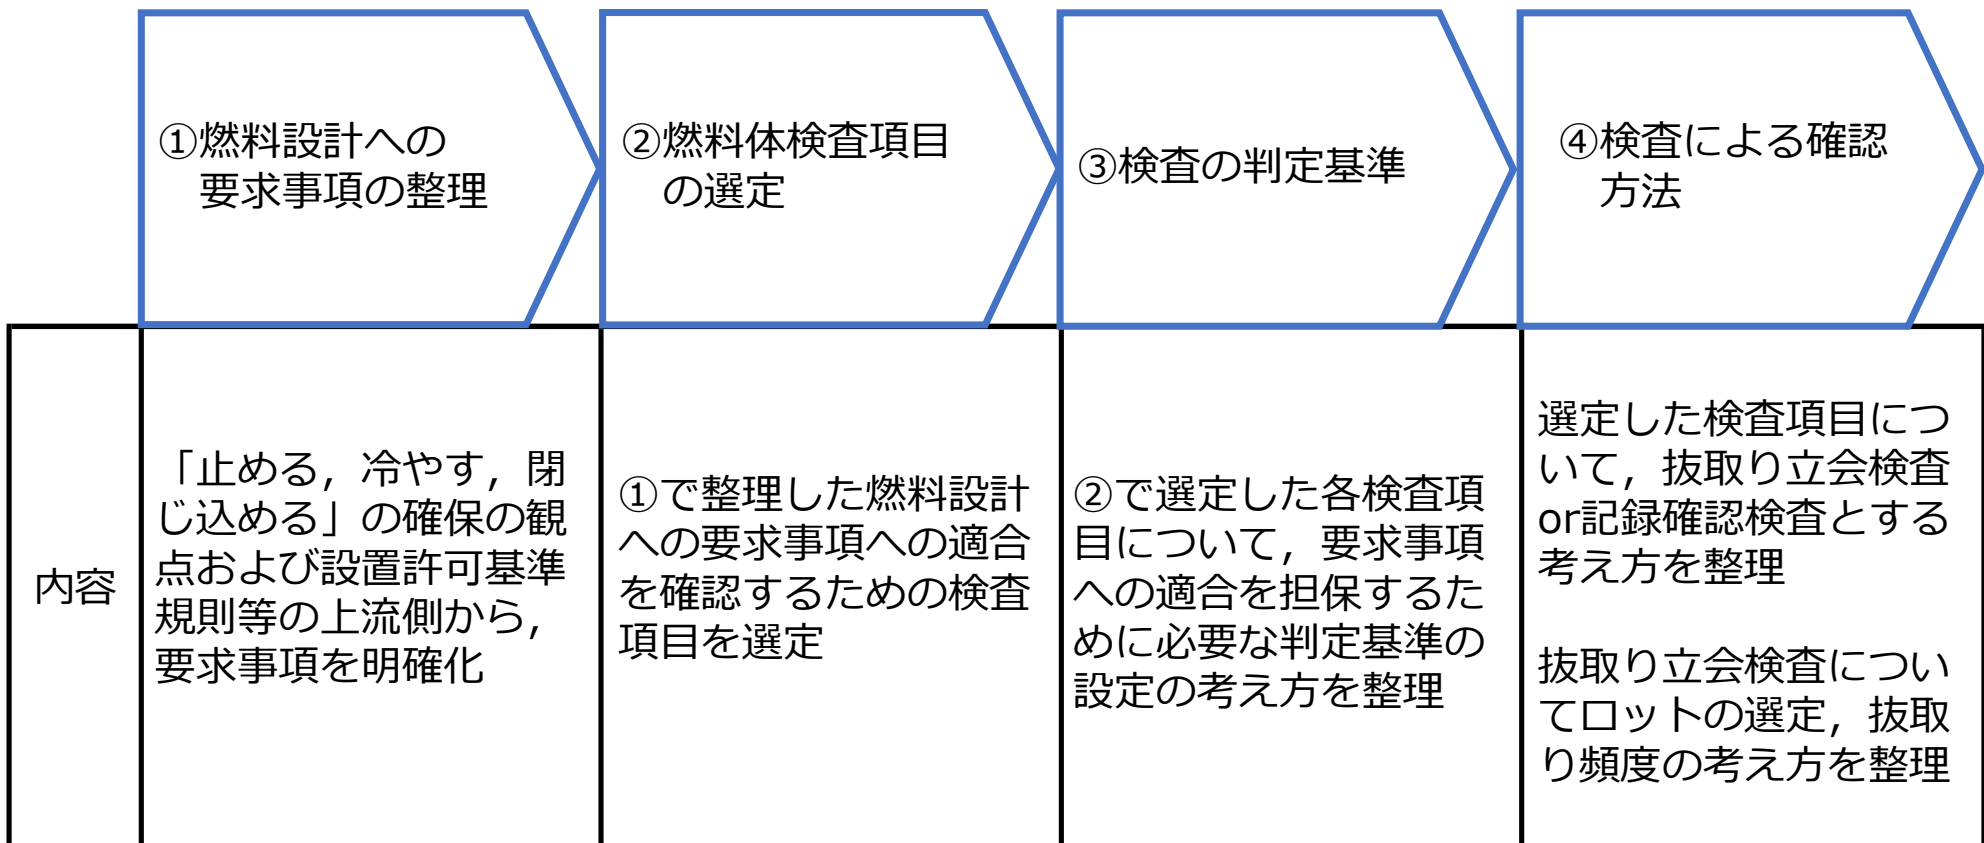 ①燃料設計への
要求事項の整理
②燃料体検査項目
の選定
③検査の判定基準
④検査による確認
方法
内容
「止める，冷やす，閉
じ込める」の確保の観
点および設置許可基準
規則等の上流側から，
要求事項を明確化
①で整理した燃料設計
への要求事項への適合
を確認するための検査
項目を選定
②で選定した各検査項
目について，要求事項
への適合を担保するた
めに必要な判定基準の
設定の考え方を整理
選定した検査項目につ
いて，抜取り立会検査
or記録確認検査とする
考え方を整理
抜取り立会検査につい
てロットの選定，抜取
り頻度の考え方を整理